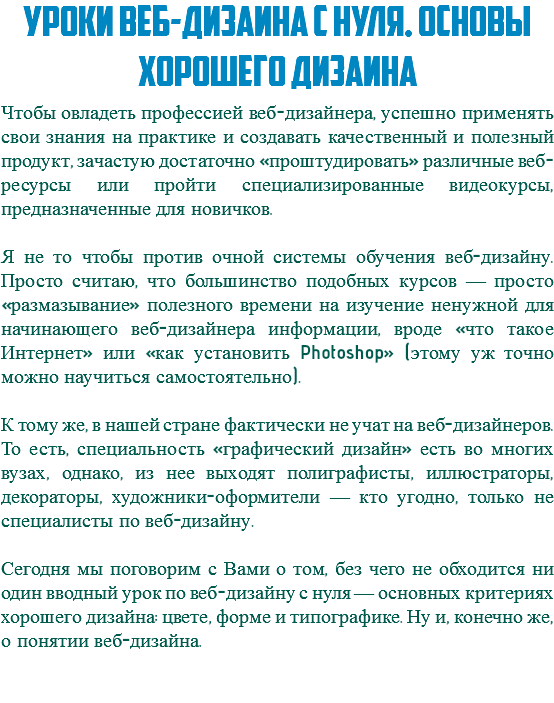 УРОКИ ВЕБ-ДИЗАИНА С НУЛЯ. ОСНОВЫ
ХОРОШЕГО ДИЗАИНА
Чтобы овладеть профессией веб-дизайнера, успешно применять
свои знания на практике и создавать качественный и полезный
продукт, зачастую достаточно «проштудировать» различные веб-
ресурсы или пройти специализированные видеокурсы,
предназначенные для новичков.
Я не то чтобы против очной системы обучения веб-дизайну.
Просто считаю, что большинство подобных курсов — просто
«размазывание» полезного времени на изучение ненужной для
начинающего веб-дизайнера информации, вроде «что такое
Интернет» или «как установить Photoshop» (этому уж точно
можно научиться самостоятельно).
К тому же, в нашей стране фактически не учат на веб-дизайнеров.
То есть, специальность «графический дизайн» есть во многих
вузах, однако, из нее выходят полиграфисты, иллюстраторы,
декораторы, художники-оформители — кто угодно, только не
специалисты по веб-дизайну.
Сегодня мы поговорим с Вами о том, без чего не обходится ни
один вводный урок по веб-дизайну с нуля — основных критериях
хорошего дизайна: цвете, форме и типографике. Ну и, конечно же,
о понятии веб-дизайна.